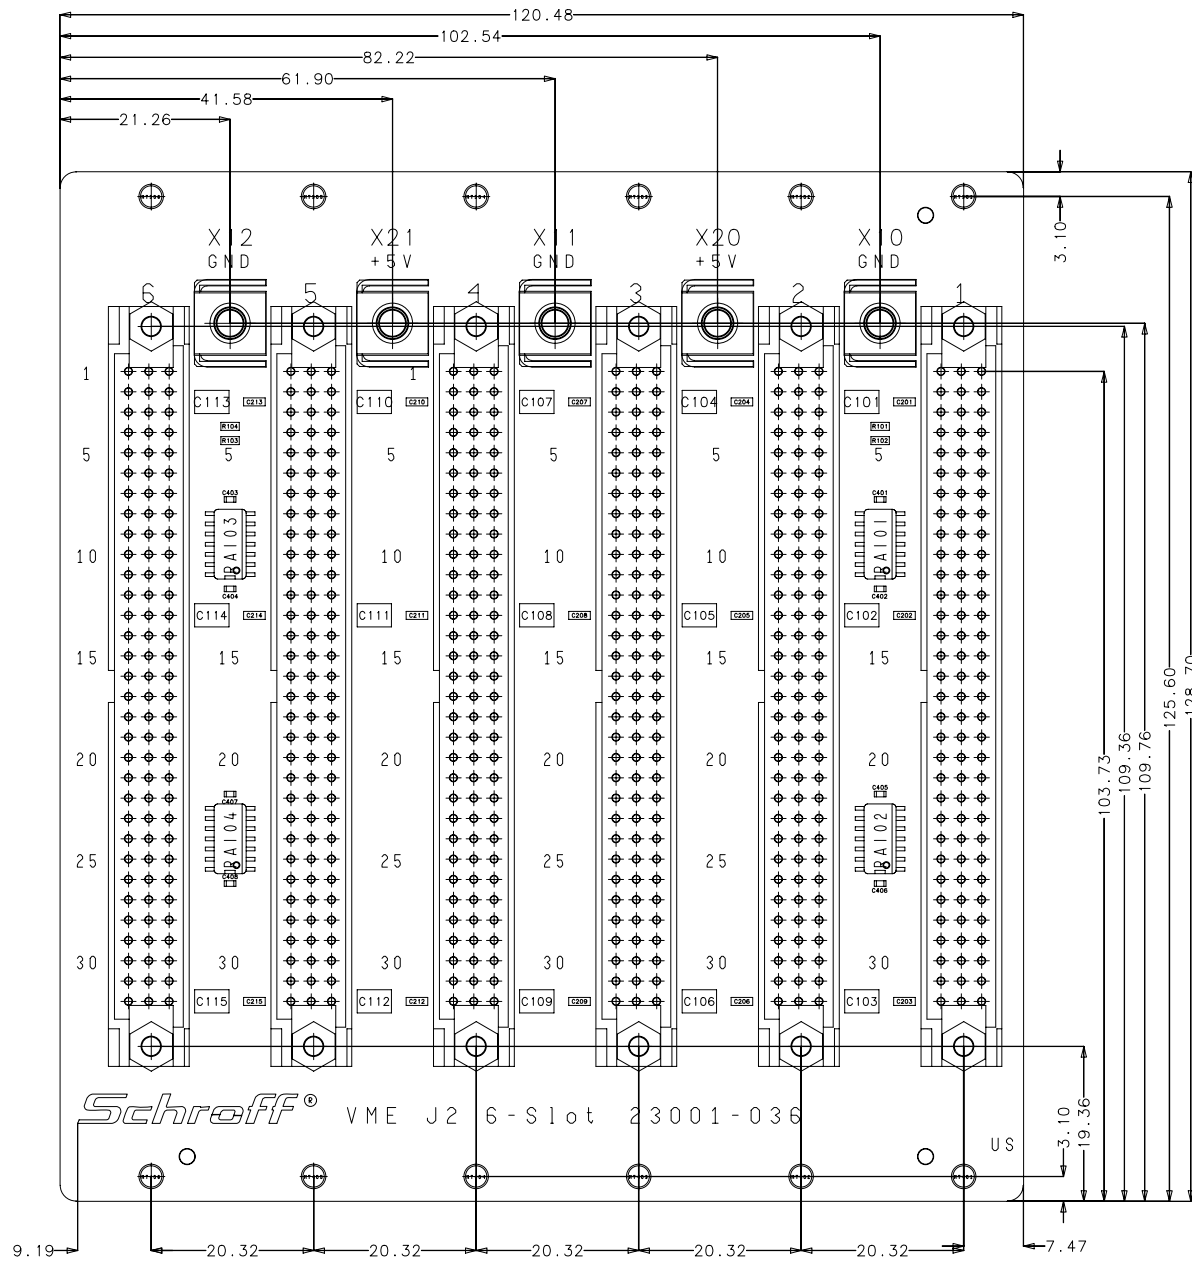 120.48
102.54
82.22
61.90
41.58
21.26
3.10
X12 X21 X11 X20 X10
GND +5V GND +5V GND
6 5 4 3 2 1
1 1
C113 C213 C110 C210 C107 C207 C104 C204 C101 C201
R104 R101
R103 R102
5 5 5 5 5 5
C403 C401
RA103 RA101
10 10 10 10 10
C404 C402
C114 C214 C111 C211 C108 C208 C105 C205 C102 C202
15 15 15 15 15
125.60
128.70
109.36
109.76
103.73
20 20 20 20 20 20
C407 C405
RA104 RA102
25 25 25 25 25
C408 C406
30 30 30 30 30 30
C115 C215 C112 C212 C109 C209 C106 C206 C103 C203
Schroff® VME J2 6-Slot 23001-036
US
3.10
19.36
9.19 20.32 20.32 20.32 20.32 20.32 7.47